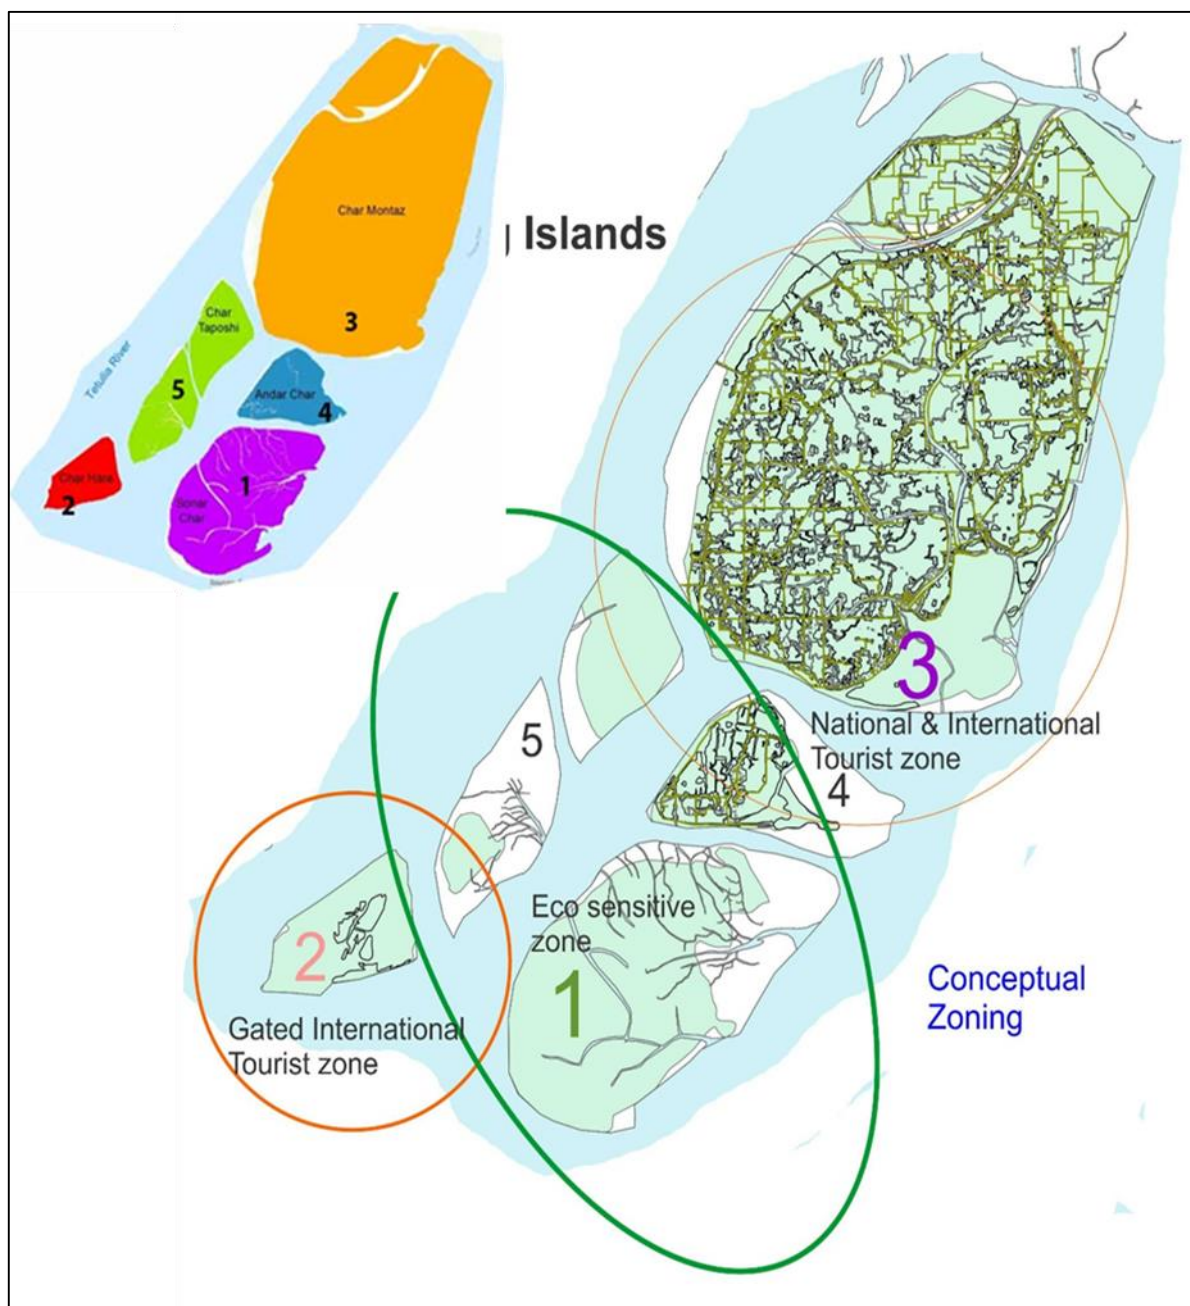 Islands
Char Montaz
3
Char
Taposhi
Tetulia River
5
Andar Char
4
Char Hare
2
1
Sonar
Char
3
National & International
Tourist zone
4
5
Eco sensitive
zone
1
2
Gated International
Tourist zone
Conceptual
Zoning